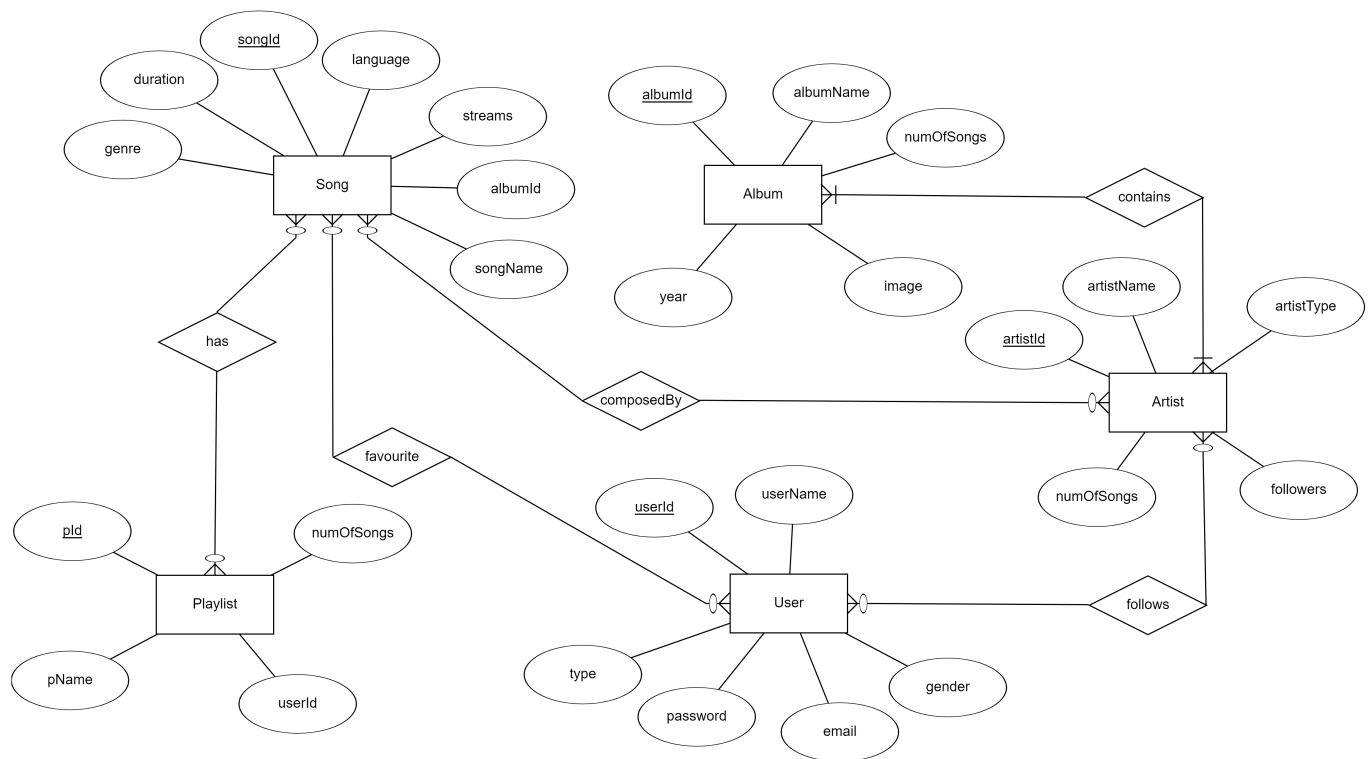 songId
language
duration
streams
genre
Song
albumId
songName
albumId
albumName
numOfSongs
Album
contains
year
image
artistName
artistType
artistId
Artist
numOfSongs
followers
has
composedBy
favourite
pId
numOfSongs
Playlist
pName
userId
userId
userName
User
follows
type
password
email
gender